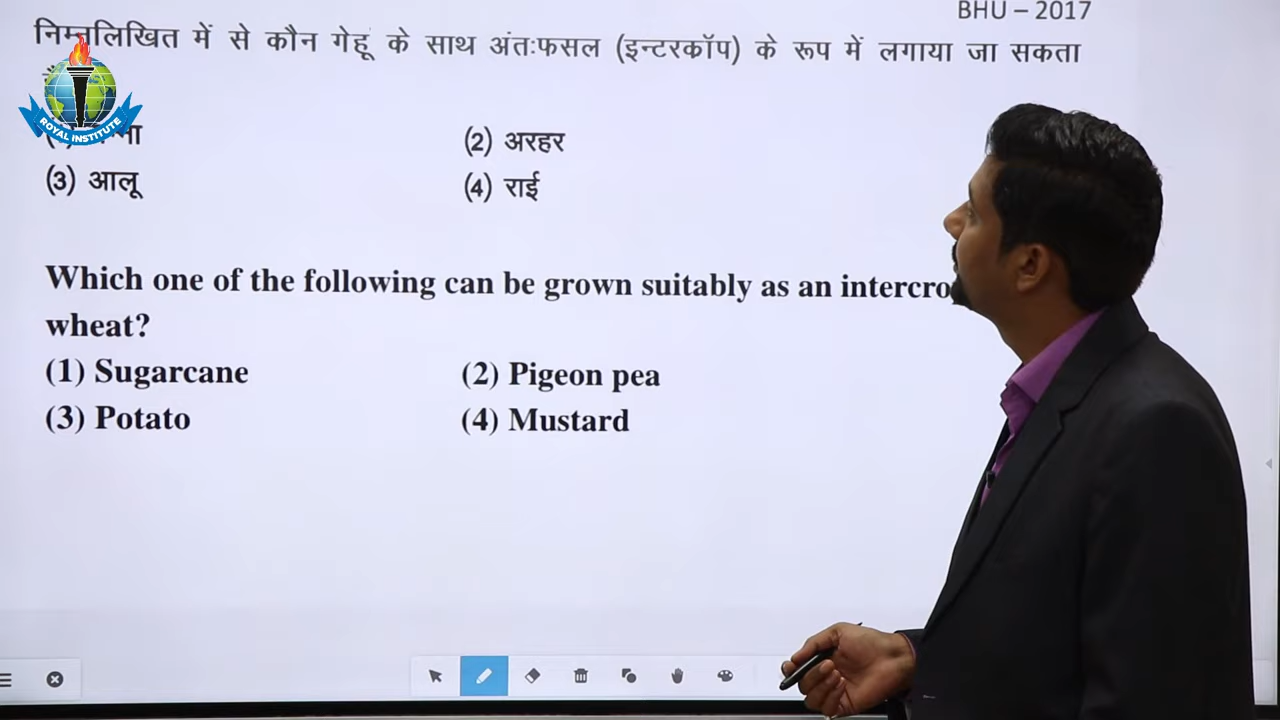 BHU – 2017
निम्नलिखित में से कौन गेहूं के साथ अंतःफसल (इन्टरकॉप) के रूप में लगाया जा सकता
ROYAL INSTITUTE
(2) अरहर
(3) आलू
(4) राई
Which one of the following can be grown suitably as an intercro
wheat?
(1) Sugarcane
(2) Pigeon pea
(3) Potato
(4) Mustard